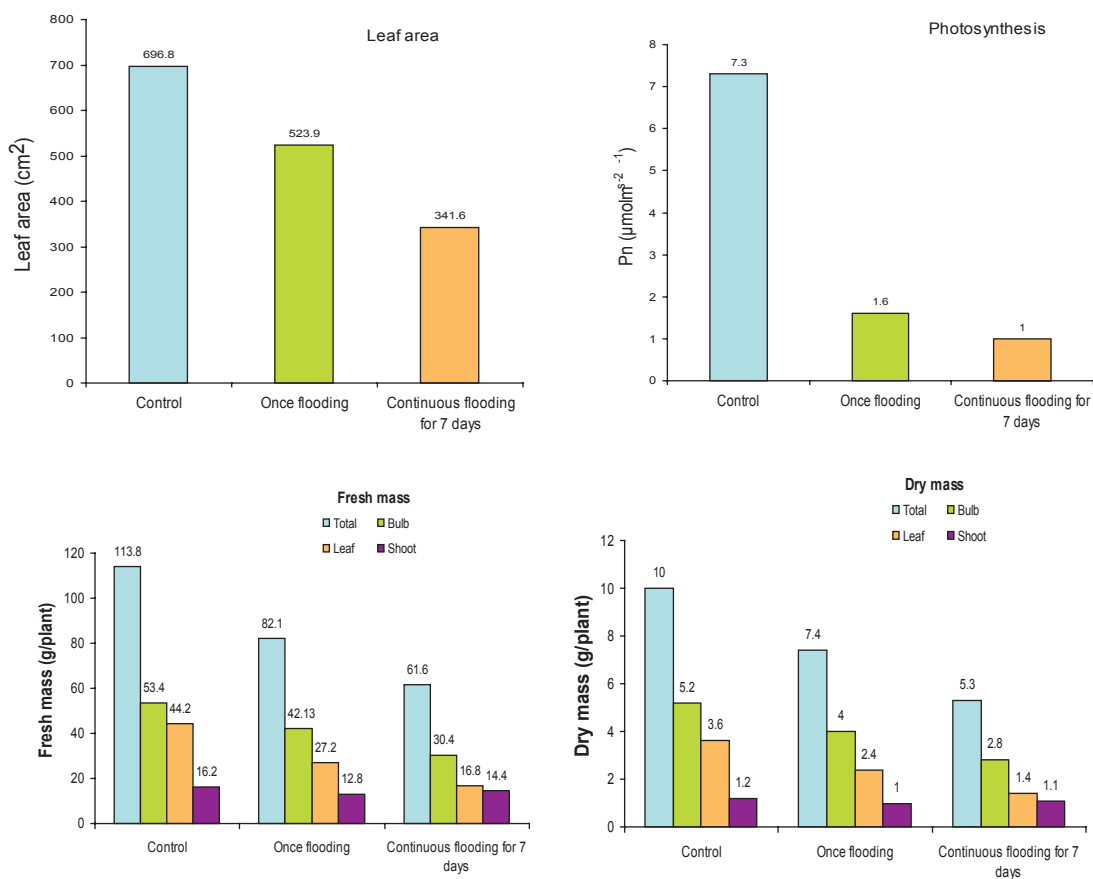 Leaf area
Leaf area (cm2)
800
700
600
500
400
300
200
100
0
696.8
523.9
341.6
Control
Once flooding
Continuous flooding
for 7 days
Photosynthesis
Pn (µmolm s-2 -1)
8
7
6
5
4
3
2
1
0
7.3
1.6
1
Control
Once flooding
Continuous flooding for
7 days
Fresh mass
Total Bulb
Leaf Shoot
Fresh mass (g/plant)
120
100
80
60
40
20
0
113.8
53.4
44.2
16.2
82.1
42.13
27.2
12.8
61.6
30.4
16.8
14.4
Control
Once flooding
Continuous flooding for 7
days
Dry mass
Total Bulb
Leaf Shoot
Dry mass (g/plant)
12
10
8
6
4
2
0
10
5.2
3.6
1.2
7.4
4
2.4
1
5.3
2.8
1.4
1.1
Control
Once flooding
Continuous flooding for 7
days